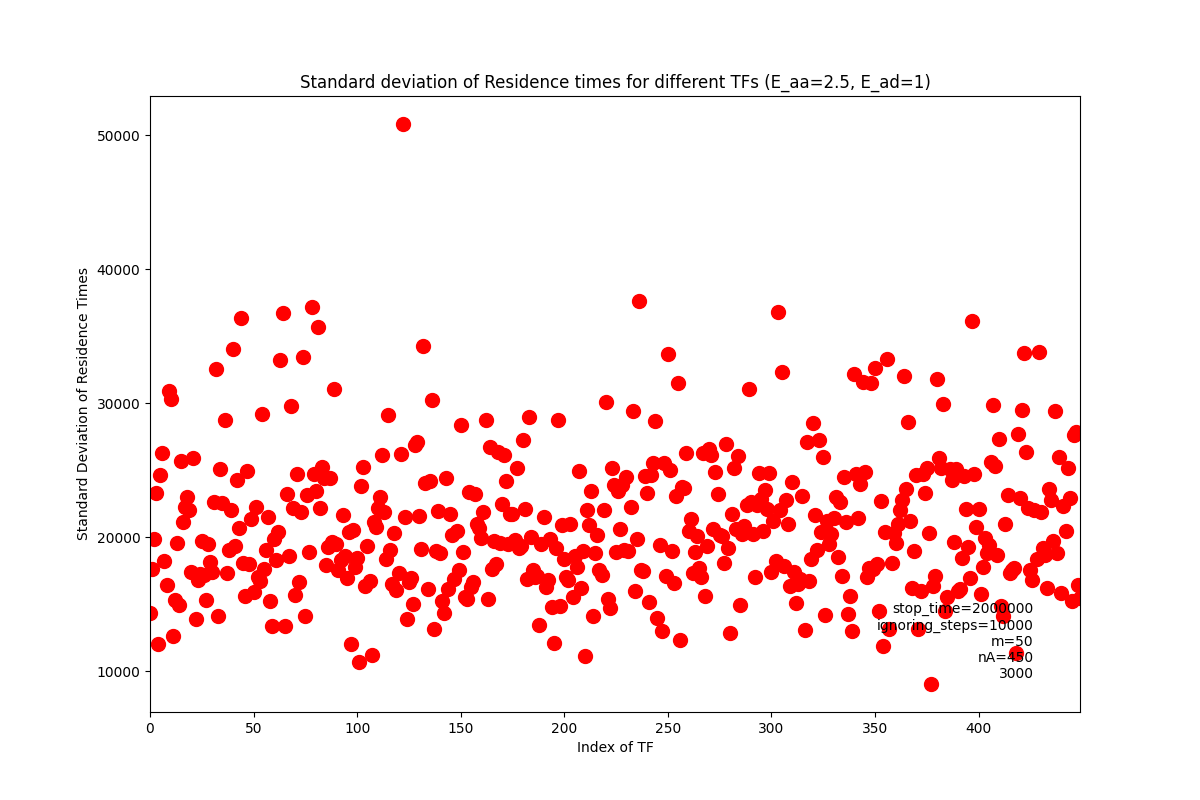 Standard deviation of Residence times for different TFs (E_aa=2.5, E_ad=1)
Standard Deviation of Residence Times
50000
40000
30000
20000
10000
stop_time=2000000
ignoring_steps=10000
m=50
nA=450
3000
0 50 100 150 200 250 300 350 400
Index of TF